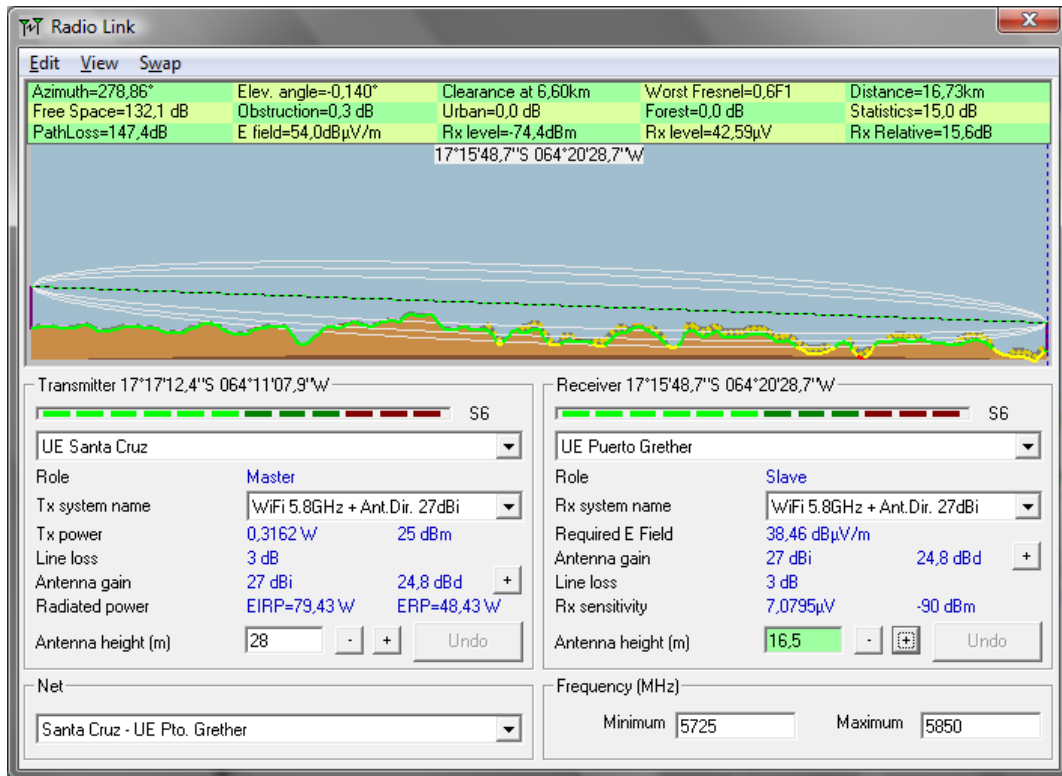 Radio Link
Edit View Swap
Azimuth=278,86° Elev. angle=-0,140° Clearance at 6,60km Worst Fresnel=0,6F1 Distance=16,73km
Free Space=132,1 dB Obstruction=0,3 dB Urban=0,0 dB Forest=0,0 dB Statistics=15,0 dB
PathLoss=147,4dB E field=54,0dBµV/m Rx level=-74,4dBm Rx level=42,59µV Rx Relative=15,6dB
17°15'48,7"S 064°20'28,7"W
Transmitter 17°17'12,4"S 064°11'07,9"W
S6
UE Santa Cruz
Role Master
Tx system name WiFi 5.8GHz + Ant.Dir. 27dBi
Tx power 0,3162 W 25 dBm
Line loss 3 dB
Antenna gain 27 dBi 24,8 dBd +
Radiated power EIRP=79,43 W ERP=48,43 W
Antenna height (m) 28 - + Undo
Receiver 17°15'48,7"S 064°20'28,7"W
S6
UE Puerto Grether
Role Slave
Rx system name WiFi 5.8GHz + Ant.Dir. 27dBi
Required E Field 38,46 dBµV/m
Antenna gain 27 dBi 24,8 dBd +
Line loss 3 dB
Rx sensitivity 7,0795µV -90 dBm
Antenna height (m) 16,5 - + Undo
Net
Santa Cruz - UE Pto. Grether
Frequency (MHz)
Minimum 5725 Maximum 5850